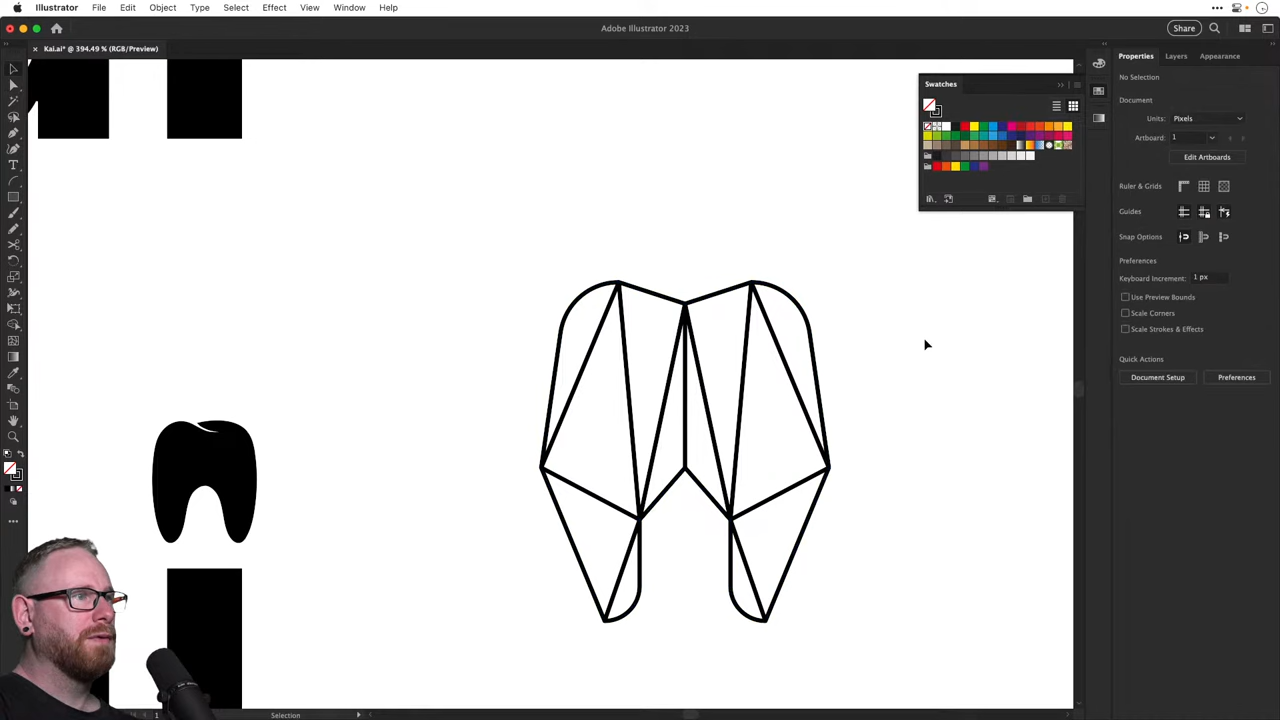 Illustrator File Edit Object Type Select Effect View Window Help
Adobe Illustrator 2023
Share
Kai.ai* @ 394.49 % (RGB/Preview)
Swatches
Properties Layers Appearance
No Selection
Document
Units: Pixels
Artboard: 1
Edit Artboards
Ruler & Grids
Guides
Snap Options
Preferences
Keyboard Increment: 1 px
Use Preview Bounds
Scale Corners
Scale Strokes & Effects
Quick Actions
Document Setup Preferences
1 Selection